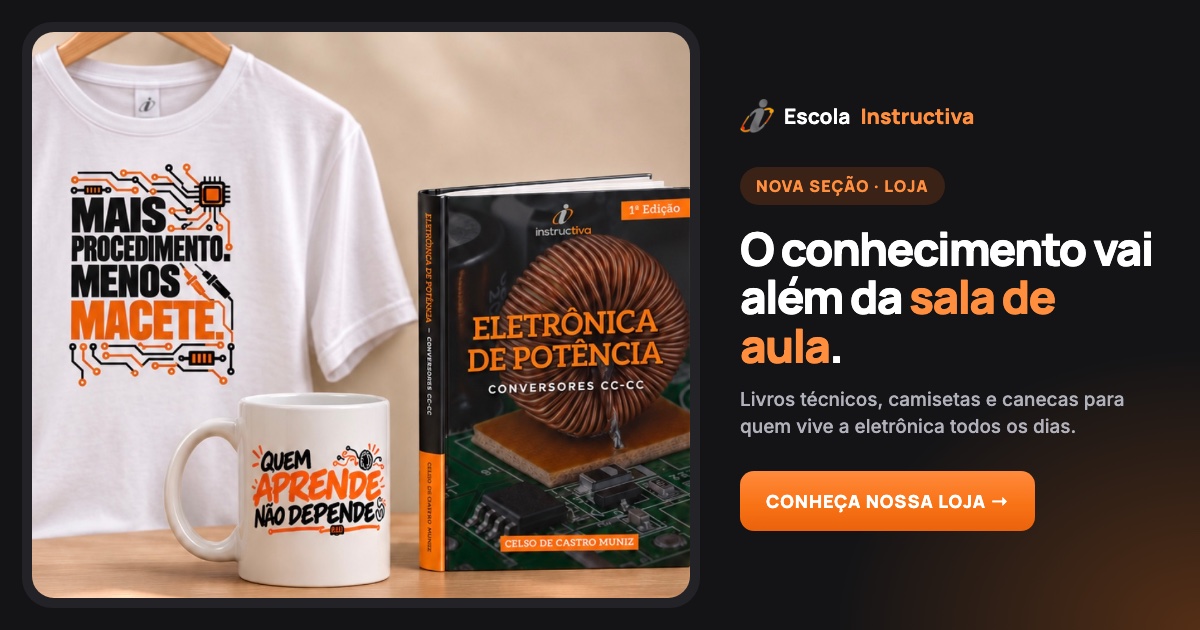 MAIS
PROCEDIMENTO.
MENOS
MACETE.
QUEM
APRENDE
NÃO DEPENDE
ELETRÔNICA DE POTÊNCIA – CONVERSORES CC-CC
CELSO DE CASTRO MUNIZ
1ª Edição
instructiva
ELETRÔNICA
DE POTÊNCIA
CONVERSORES CC-CC
CELSO DE CASTRO MUNIZ
Escola Instructiva
NOVA SEÇÃO · LOJA
O conhecimento vai
além da sala de
aula.
Livros técnicos, camisetas e canecas para
quem vive a eletrônica todos os dias.
CONHEÇA NOSSA LOJA →